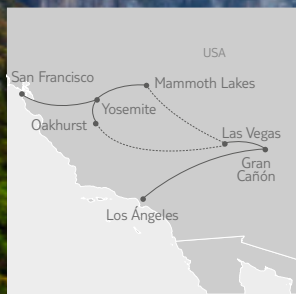 USA
San Francisco
Mammoth Lakes
Yosemite
Oakhurst
Las Vegas
Gran
Cañón
Los Ángeles